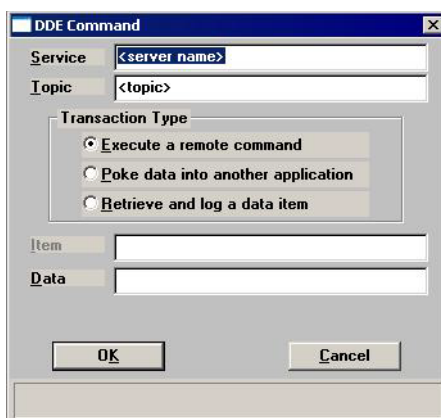 DDE Command
Service <server name>
Topic <topic>
Transaction Type
Execute a remote command
Poke data into another application
Retrieve and log a data item
Item
Data
OK Cancel